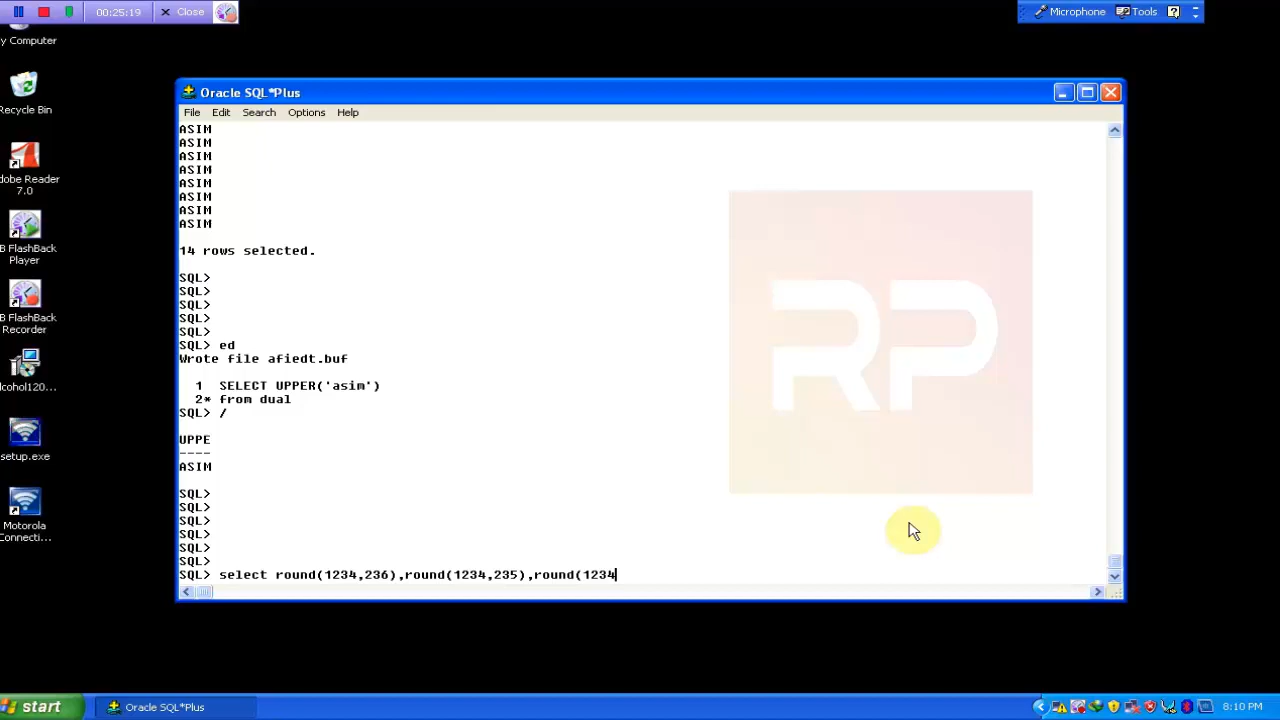 00:25:19
Close
Microphone
Tools
y Computer
Recycle Bin
dobe Reader
7.0
B FlashBack
Player
B FlashBack
Recorder
lcohol120...
setup.exe
Motorola
Connecti...
Oracle SQL*Plus
File Edit Search Options Help
ASIM
ASIM
ASIM
ASIM
ASIM
ASIM
ASIM
ASIM
14 rows selected.
SQL>
SQL>
SQL>
SQL>
SQL>
SQL> ed
Wrote file afiedt.buf
1 SELECT UPPER('asim')
2* from dual
SQL> /
UPPE
----
ASIM
SQL>
SQL>
SQL>
SQL>
SQL>
SQL>
SQL> select round(1234,236),round(1234,235),round(1234
RP
start
Oracle SQL*Plus
8:10 PM